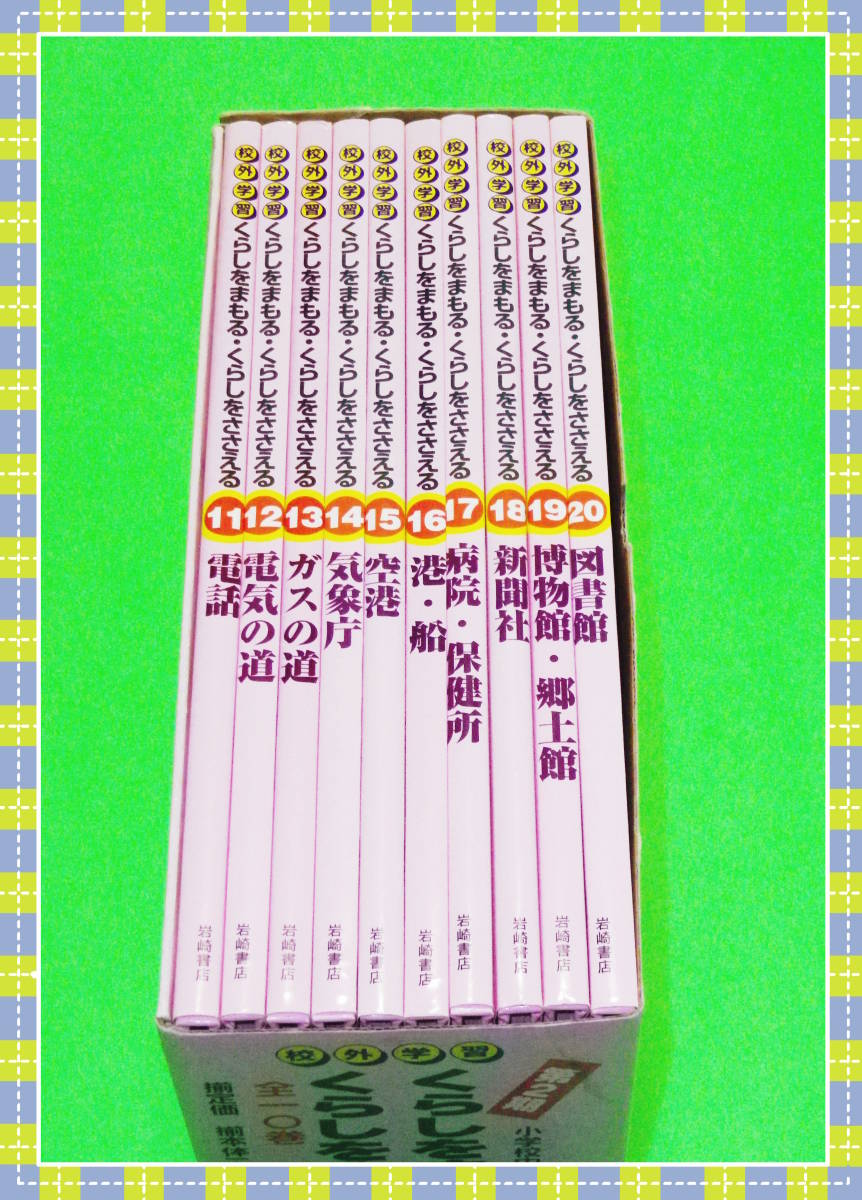 校外学習 くらしをまもる・くらしをささえる 11 電話 岩崎書店
校外学習 くらしをまもる・くらしをささえる 12 電気の道 岩崎書店
校外学習 くらしをまもる・くらしをささえる 13 ガスの道 岩崎書店
校外学習 くらしをまもる・くらしをささえる 14 気象庁 岩崎書店
校外学習 くらしをまもる・くらしをささえる 15 空港 岩崎書店
校外学習 くらしをまもる・くらしをささえる 16 港・船 岩崎書店
校外学習 くらしをまもる・くらしをささえる 17 病院・保健所 岩崎書店
校外学習 くらしをまもる・くらしをささえる 18 新聞社 岩崎書店
校外学習 くらしをまもる・くらしをささえる 19 博物館・郷土館 岩崎書店
校外学習 くらしをまもる・くらしをささえる 20 図書館 岩崎書店
校外学習
第2期
小学校中
くらしを
くらしを
全一〇巻
揃定価 揃本体